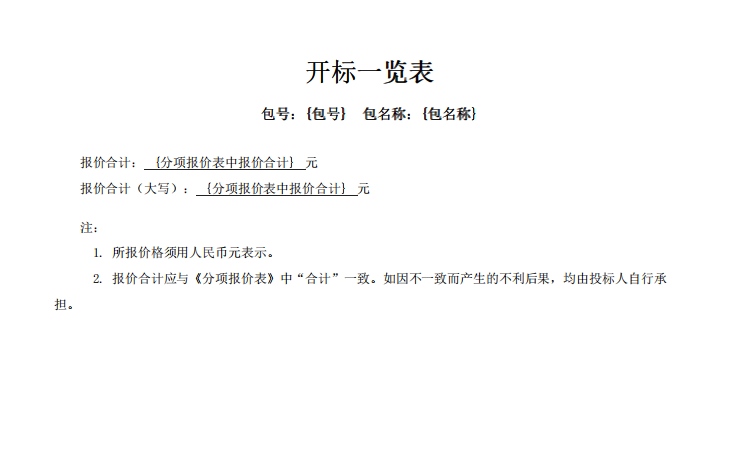 开标一览表
包号：{包号}  包名称：{包名称}
报价合计： {分项报价表中报价合计} 元
报价合计（大写）： {分项报价表中报价合计} 元
注：
1. 所报价格须用人民币元表示。
2. 报价合计应与《分项报价表》中“合计”一致。如因不一致而产生的不利后果，均由投标人自行承
担。